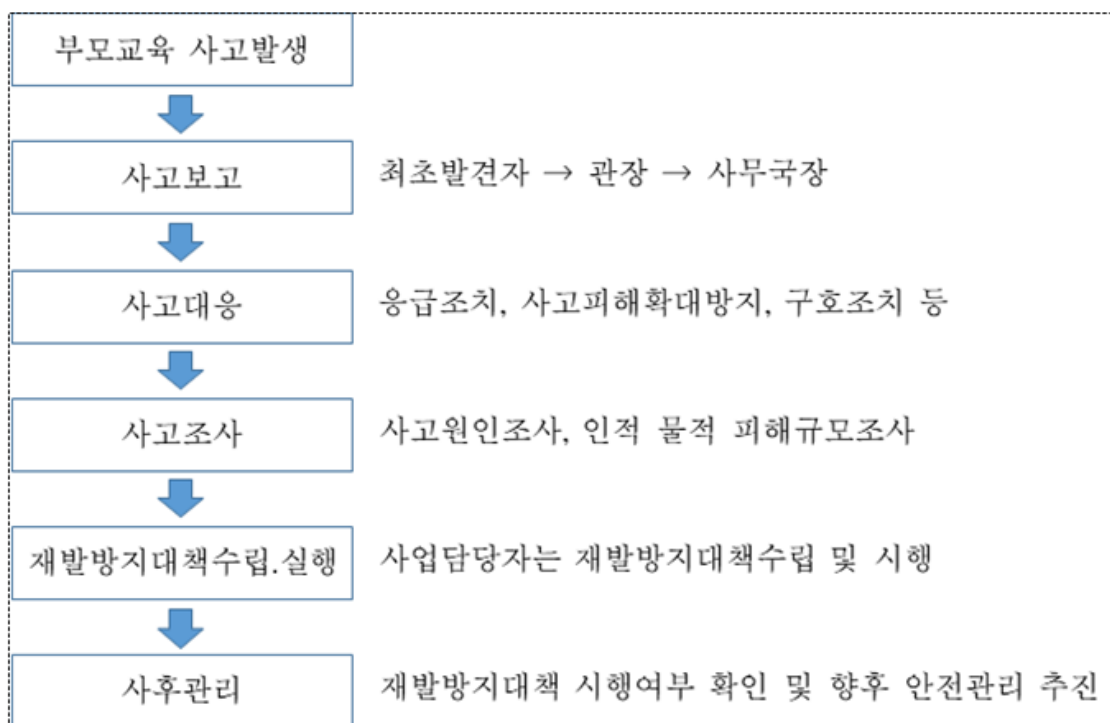 부모교육 사고발생
사고보고
최초발견자 → 관장 → 사무국장
사고대응
응급조치, 사고피해확대방지, 구호조치 등
사고조사
사고원인조사, 인적 물적 피해규모조사
재발방지대책수립.실행
사업담당자는 재발방지대책수립 및 시행
사후관리
재발방지대책 시행여부 확인 및 향후 안전관리 추진